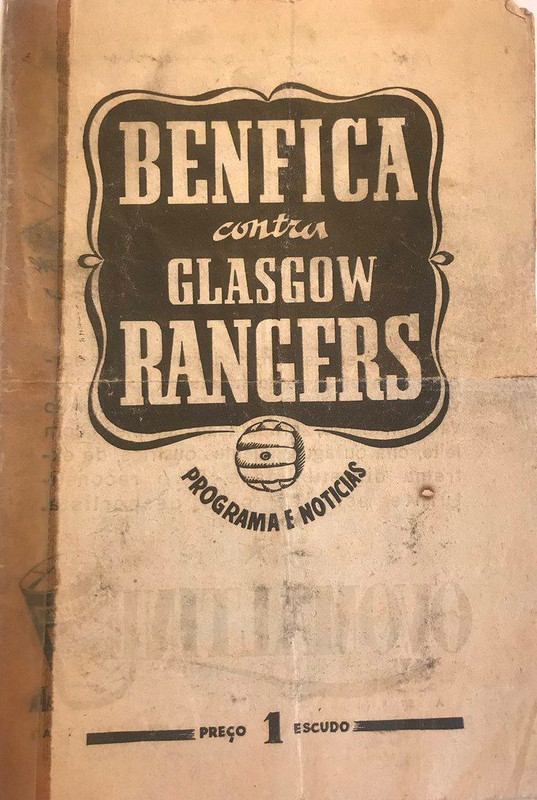 BENFICA
contra
GLASGOW
RANGERS
PROGRAMA E NOTICIAS
PREÇO 1 ESCUDO